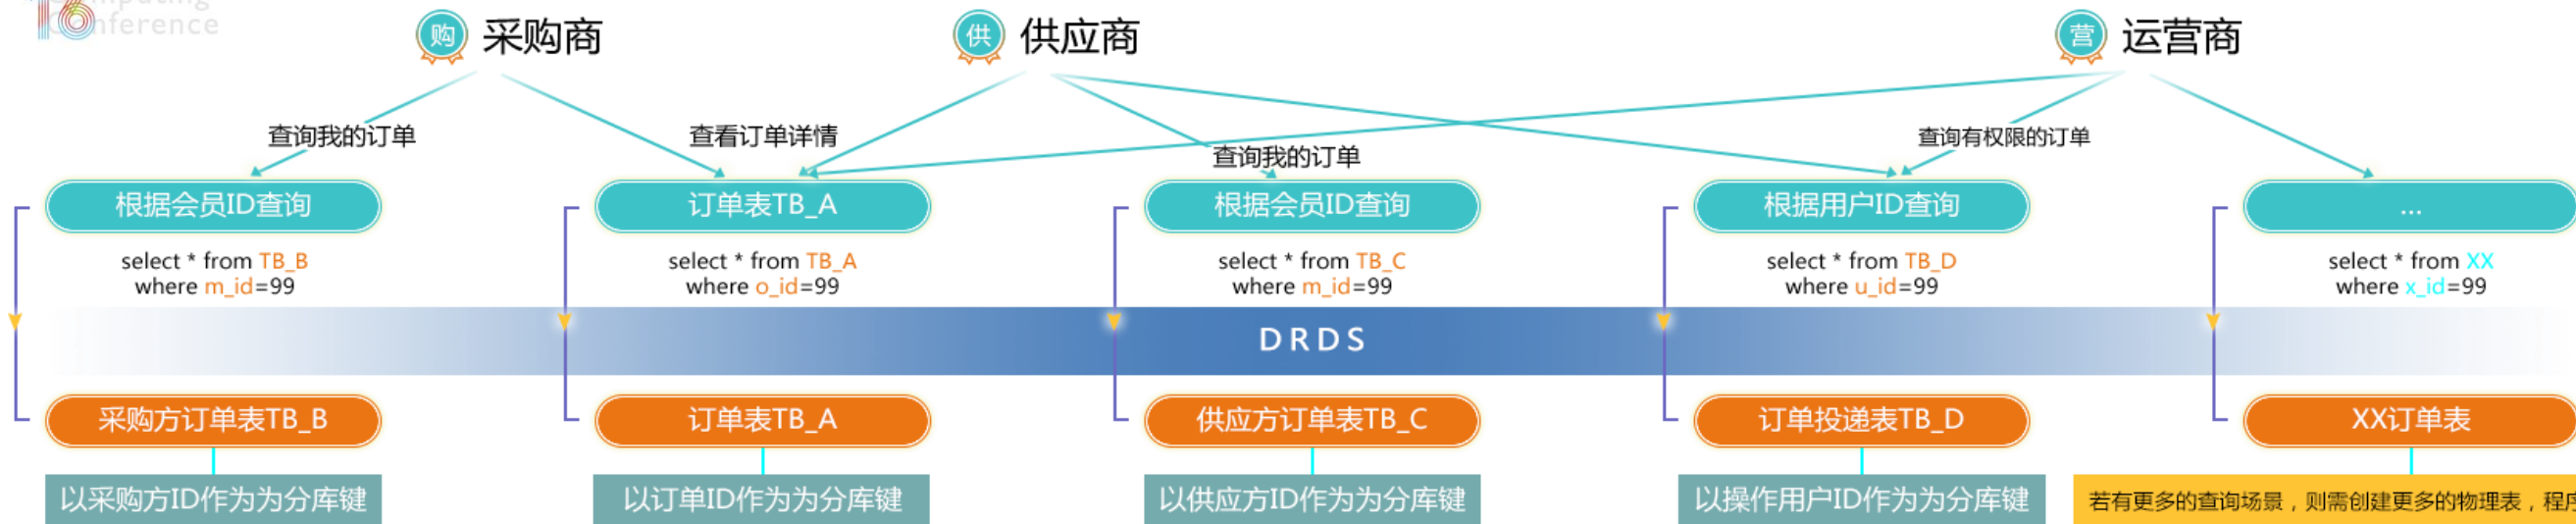 Computing
Conference
购 采购商
供 供应商
营 运营商
查询我的订单
查看订单详情
查询我的订单
查询有权限的订单
根据会员ID查询
订单表TB_A
根据会员ID查询
根据用户ID查询
...
select * from TB_B
where m_id=99
select * from TB_A
where o_id=99
select * from TB_C
where m_id=99
select * from TB_D
where u_id=99
select * from XX
where x_id=99
DRDS
采购方订单表TB_B
订单表TB_A
供应方订单表TB_C
订单投递表TB_D
XX订单表
以采购方ID作为为分库键
以订单ID作为为分库键
以供应方ID作为为分库键
以操作用户ID作为为分库键
若有更多的查询场景，则需创建更多的物理表，程